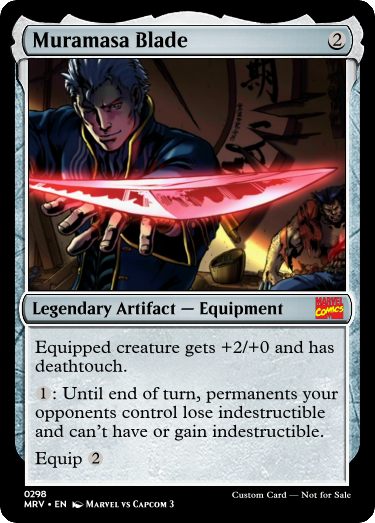 Muramasa Blade 2
Legendary Artifact — Equipment
MARVEL
COMICS
Equipped creature gets +2/+0 and has
deathtouch.
1: Until end of turn, permanents your
opponents control lose indestructible
and can't have or gain indestructible.
Equip 2
0298
MRV • EN Marvel vs Capcom 3
Custom Card — Not for Sale